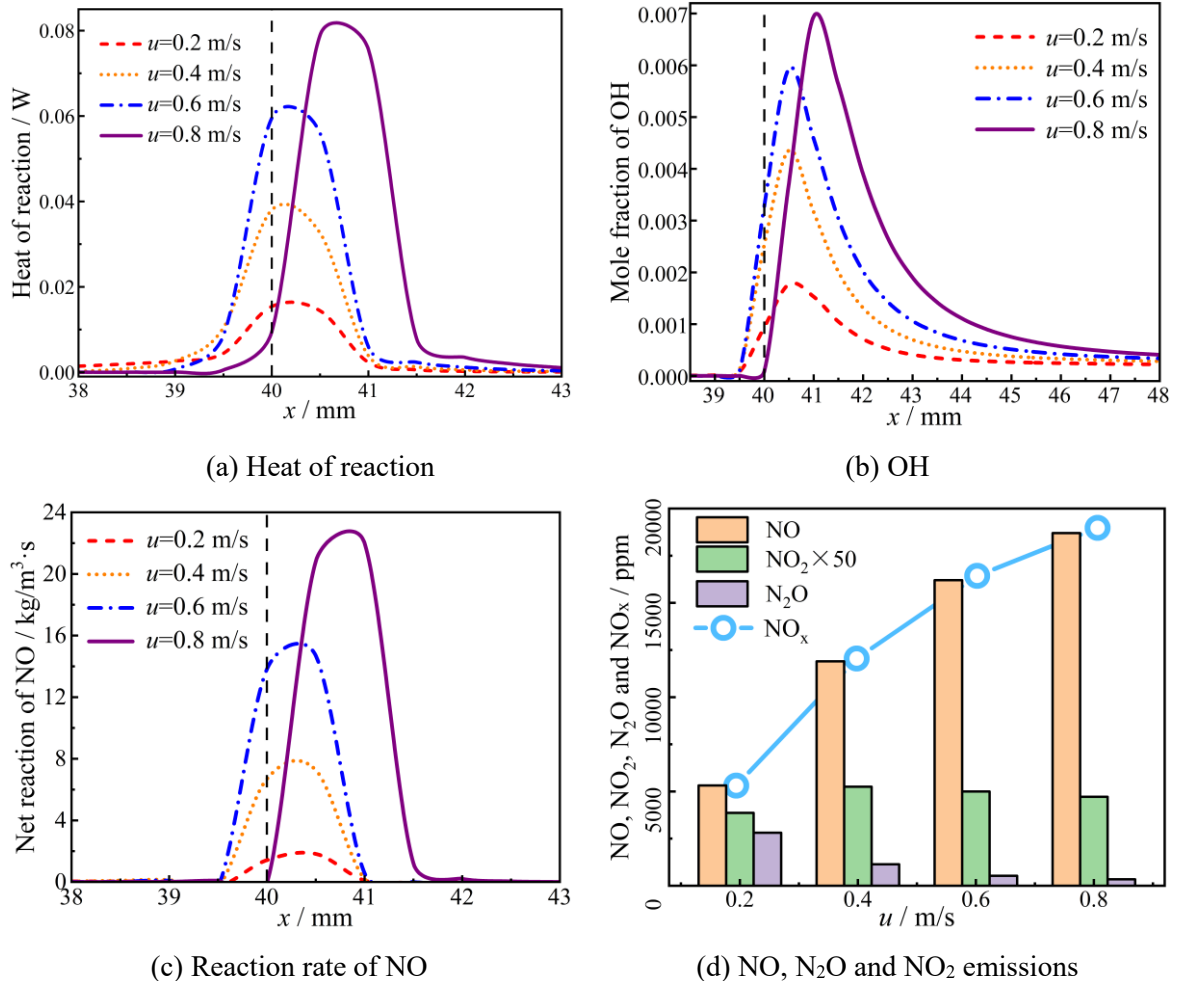 0.08
0.06
0.04
0.02
0.00
Heat of reaction / W
u=0.2 m/s
u=0.4 m/s
u=0.6 m/s
u=0.8 m/s
38 39 40 41 42 43
x / mm
(a) Heat of reaction
0.007
0.006
0.005
0.004
0.003
0.002
0.001
0.000
Mole fraction of OH
u=0.2 m/s
u=0.4 m/s
u=0.6 m/s
u=0.8 m/s
39 40 41 42 43 44 45 46 47 48
x / mm
(b) OH
24
20
16
12
8
4
0
Net reaction of NO / kg/m³·s
u=0.2 m/s
u=0.4 m/s
u=0.6 m/s
u=0.8 m/s
38 39 40 41 42 43
x / mm
(c) Reaction rate of NO
20000
15000
10000
5000
0
NO, NO₂, N₂O and NOₓ / ppm
NO
NO₂×50
N₂O
NOₓ
0.2 0.4 0.6 0.8
u / m/s
(d) NO, N₂O and NO₂ emissions